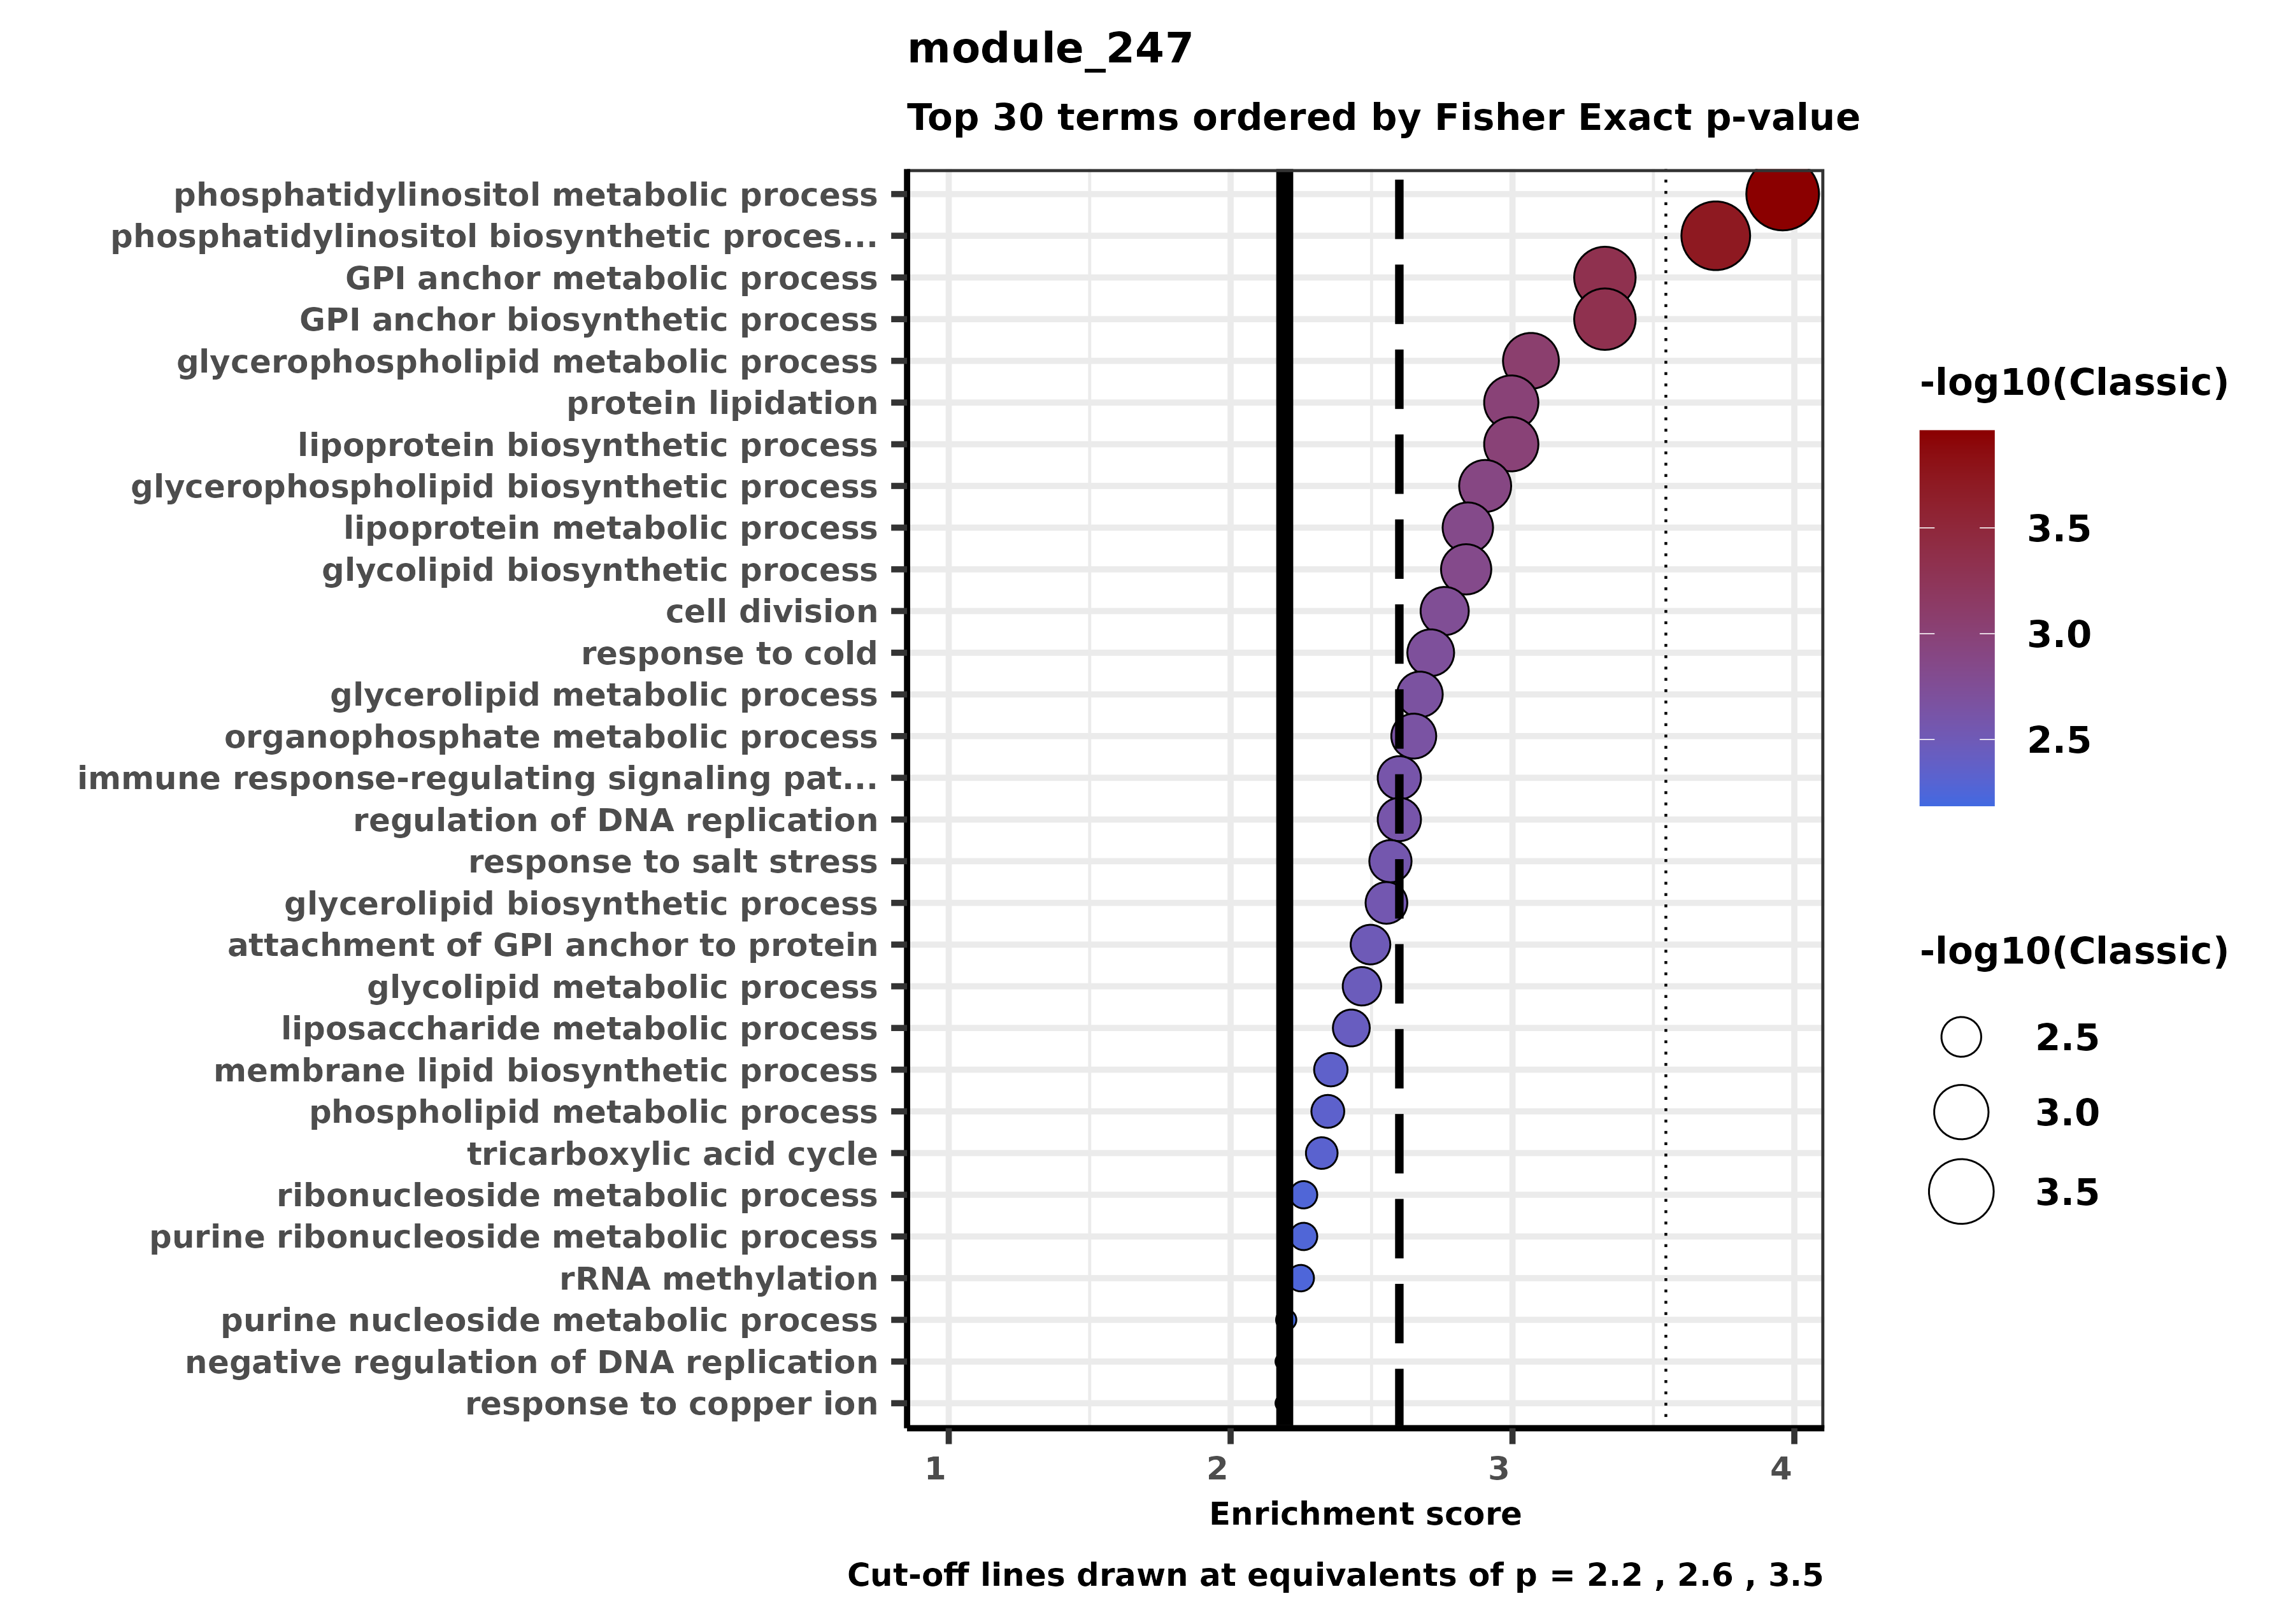 module_247
Top 30 terms ordered by Fisher Exact p-value
phosphatidylinositol metabolic process
phosphatidylinositol biosynthetic proces...
GPI anchor metabolic process
GPI anchor biosynthetic process
glycerophospholipid metabolic process
protein lipidation
lipoprotein biosynthetic process
glycerophospholipid biosynthetic process
lipoprotein metabolic process
glycolipid biosynthetic process
cell division
response to cold
glycerolipid metabolic process
organophosphate metabolic process
immune response-regulating signaling pat...
regulation of DNA replication
response to salt stress
glycerolipid biosynthetic process
attachment of GPI anchor to protein
glycolipid metabolic process
liposaccharide metabolic process
membrane lipid biosynthetic process
phospholipid metabolic process
tricarboxylic acid cycle
ribonucleoside metabolic process
purine ribonucleoside metabolic process
rRNA methylation
purine nucleoside metabolic process
negative regulation of DNA replication
response to copper ion
1 2 3 4
Enrichment score
Cut-off lines drawn at equivalents of p = 2.2 , 2.6 , 3.5
-log10(Classic)
3.5
3.0
2.5
-log10(Classic)
2.5
3.0
3.5